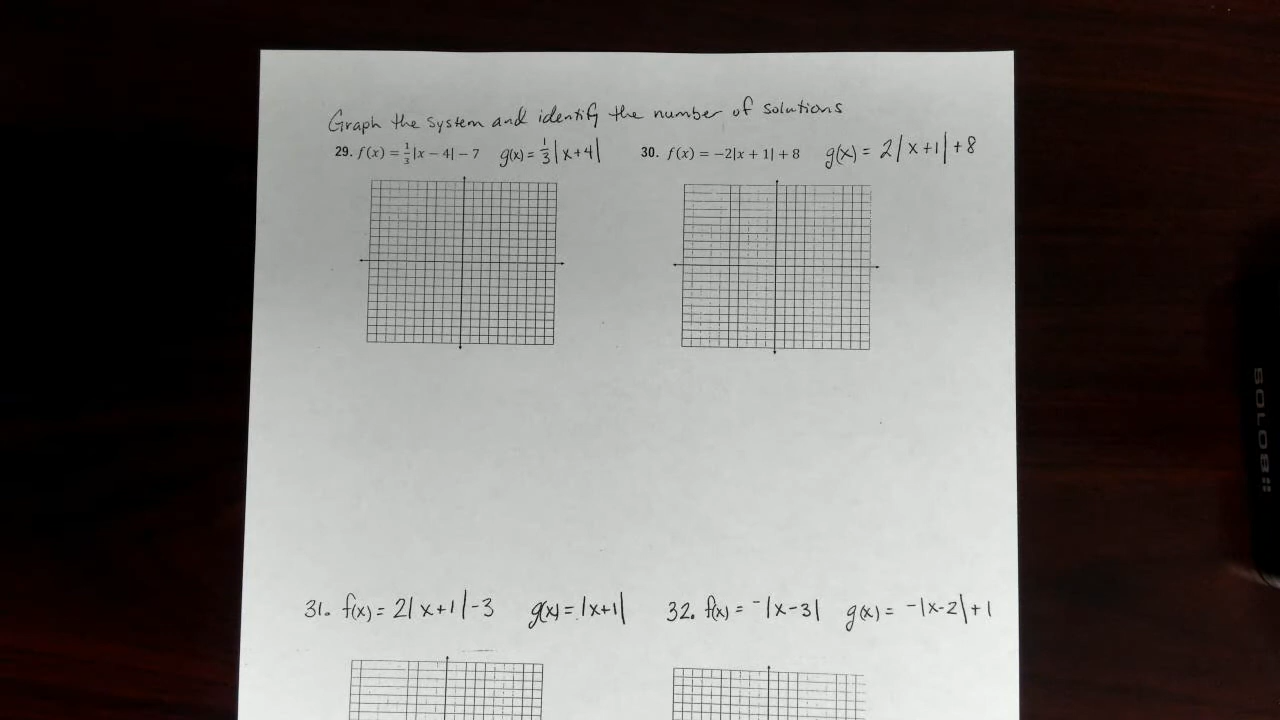 Graph the system and identify the number of solutions
29. f(x) = 1/3|x − 4| − 7 g(x) = 1/3|x+4| 30. f(x) = −2|x + 1| + 8 g(x) = 2|x+1|+8
31. f(x) = 2|x+1|-3 g(x) = |x+1| 32. f(x) = -|x-3| g(x) = -|x-2|+1
SOLOB